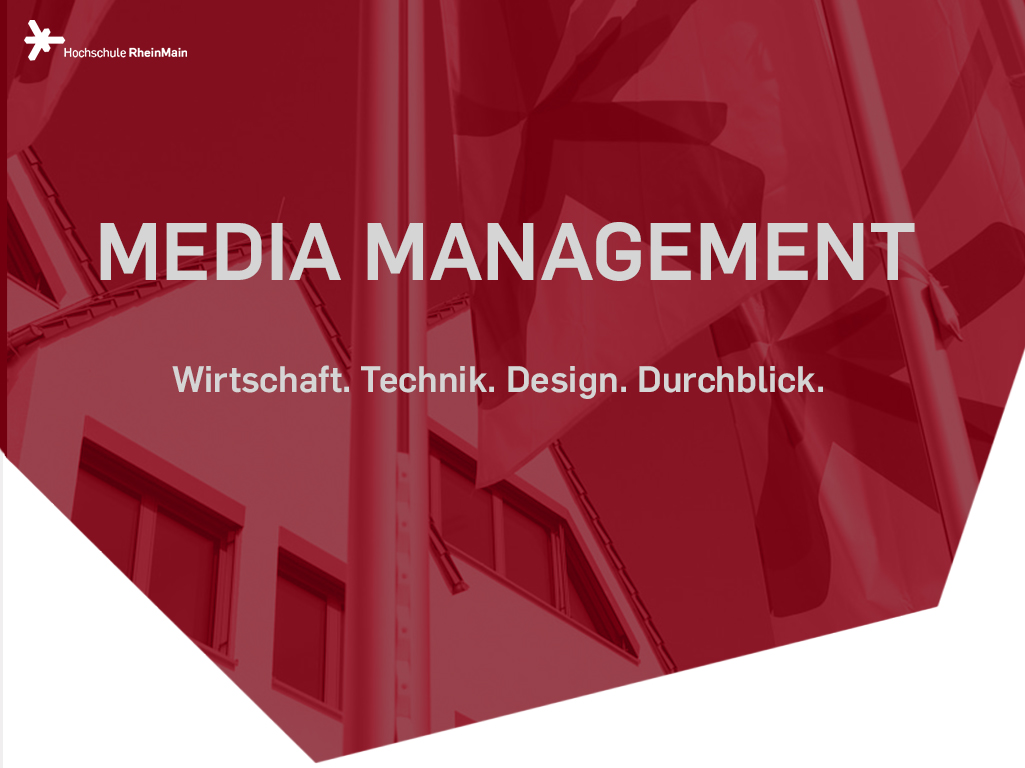 Hochschule RheinMain
MEDIA MANAGEMENT
Wirtschaft. Technik. Design. Durchblick.